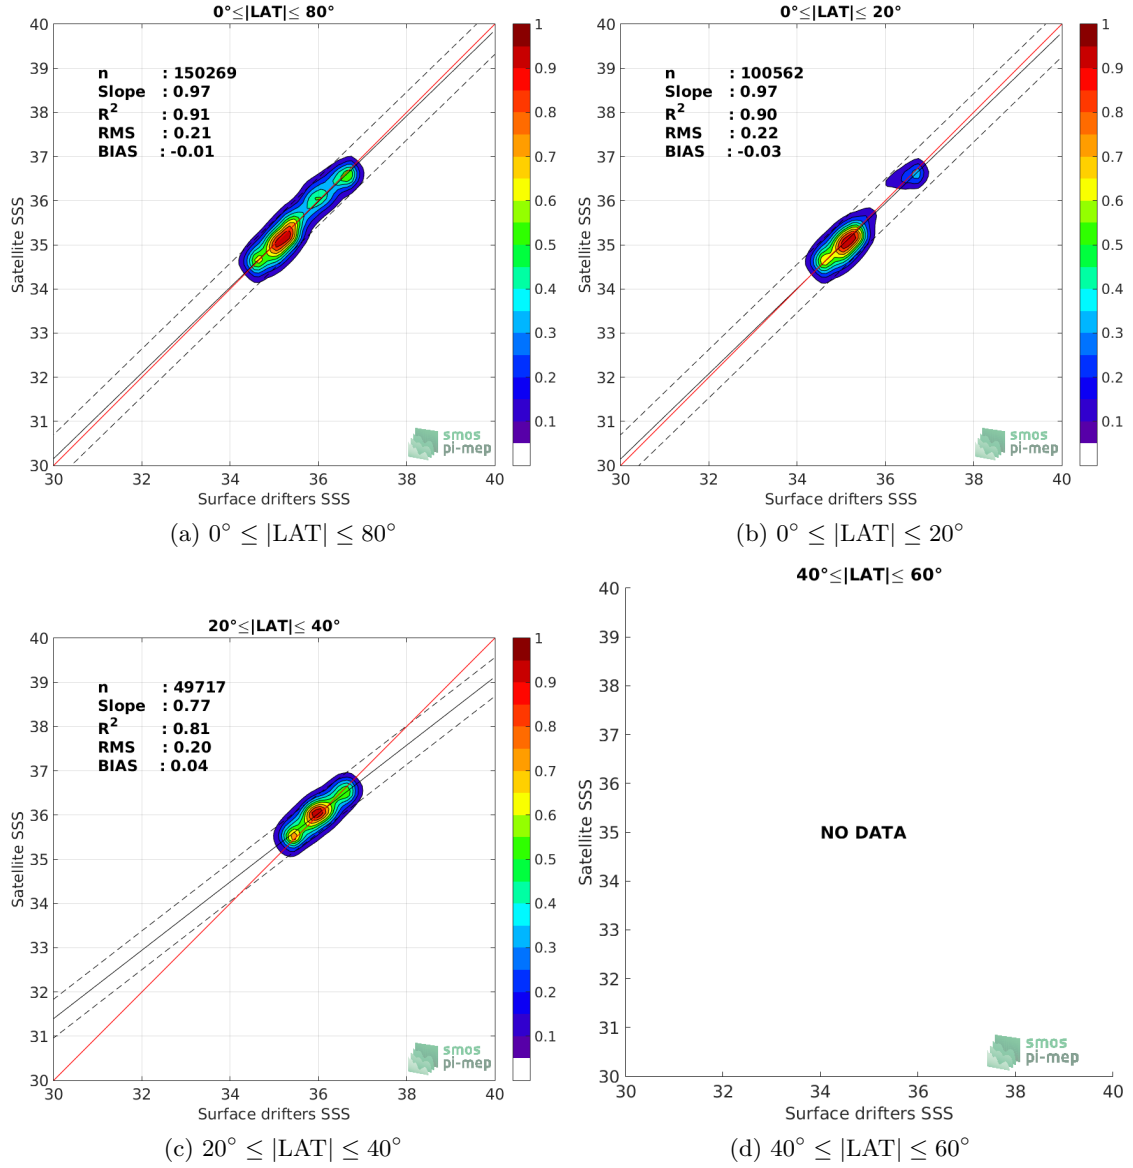 0°≤|LAT|≤ 80°
n : 150269
Slope : 0.97
R2 : 0.91
RMS : 0.21
BIAS : -0.01
40
39
38
37
36
35
34
33
32
31
30
30 32 34 36 38 40
Satellite SSS
Surface drifters SSS
smos
pi-mep
1
0.9
0.8
0.7
0.6
0.5
0.4
0.3
0.2
0.1
(a) 0° ≤ |LAT| ≤ 80°
0°≤|LAT|≤ 20°
n : 100562
Slope : 0.97
R2 : 0.90
RMS : 0.22
BIAS : -0.03
40
39
38
37
36
35
34
33
32
31
30
30 32 34 36 38 40
Satellite SSS
Surface drifters SSS
smos
pi-mep
1
0.9
0.8
0.7
0.6
0.5
0.4
0.3
0.2
0.1
(b) 0° ≤ |LAT| ≤ 20°
20°≤|LAT|≤ 40°
n : 49717
Slope : 0.77
R2 : 0.81
RMS : 0.20
BIAS : 0.04
40
39
38
37
36
35
34
33
32
31
30
30 32 34 36 38 40
Satellite SSS
Surface drifters SSS
smos
pi-mep
1
0.9
0.8
0.7
0.6
0.5
0.4
0.3
0.2
0.1
(c) 20° ≤ |LAT| ≤ 40°
40°≤|LAT|≤ 60°
40
39
38
37
36
35
34
33
32
31
30
30 32 34 36 38 40
Satellite SSS
NO DATA
Surface drifters SSS
smos
pi-mep
(d) 40° ≤ |LAT| ≤ 60°